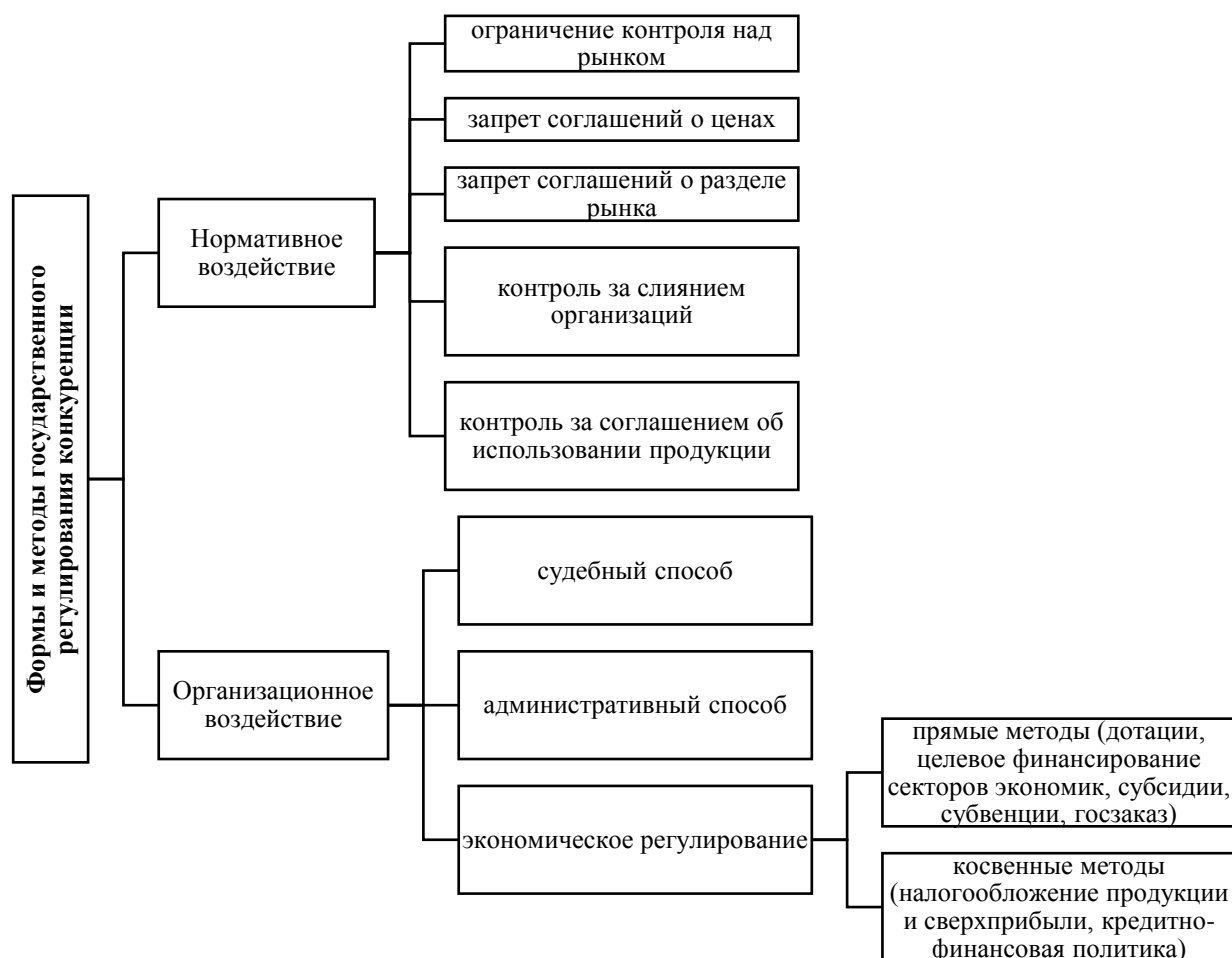 Формы и методы государственного
регулирования конкуренции
Нормативное
воздействие
ограничение контроля над
рынком
запрет соглашений о ценах
запрет соглашений о разделе
рынка
контроль за слиянием
организаций
контроль за соглашением об
использовании продукции
Организационное
воздействие
судебный способ
административный способ
экономическое регулирование
прямые методы (дотации,
целевое финансирование
секторов экономик, субсидии,
субвенции, госзаказ)
косвенные методы
(налогообложение продукции
и сверхприбыли, кредитно-
финансовая политика)